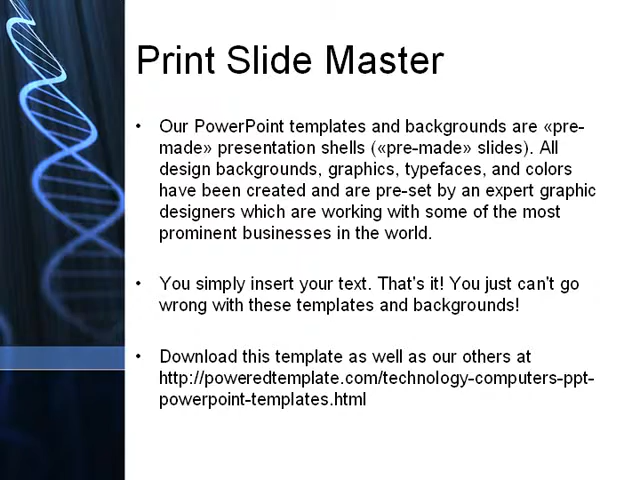 Print Slide Master
• Our PowerPoint templates and backgrounds are «pre-
made» presentation shells («pre-made» slides). All
design backgrounds, graphics, typefaces, and colors
have been created and are pre-set by an expert graphic
designers which are working with some of the most
prominent businesses in the world.
• You simply insert your text. That's it! You just can't go
wrong with these templates and backgrounds!
• Download this template as well as our others at
http://poweredtemplate.com/technology-computers-ppt-
powerpoint-templates.html